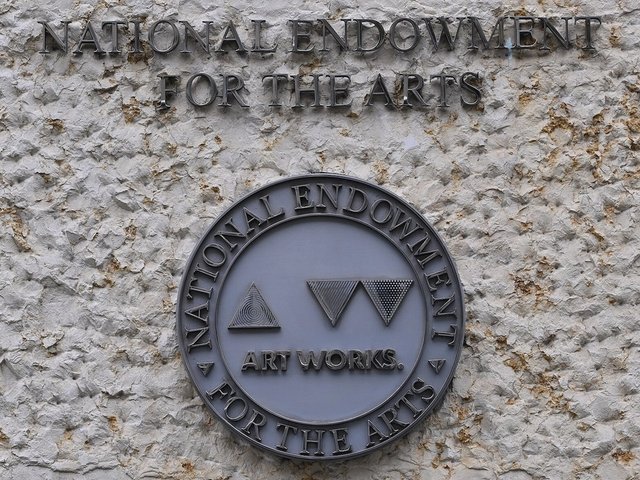 NATIONAL ENDOWMENT
FOR THE ARTS
NATIONAL ENDOWMENT
ART WORKS.
FOR THE ARTS